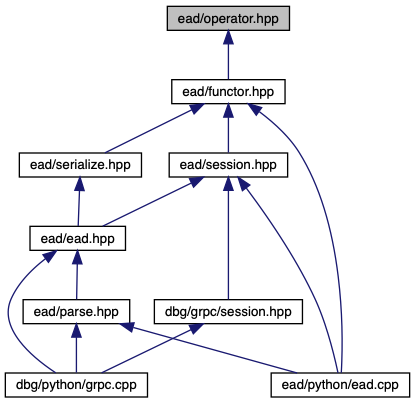 ead/operator.hpp
ead/functor.hpp
ead/serialize.hpp
ead/session.hpp
ead/ead.hpp
ead/parse.hpp
dbg/grpc/session.hpp
dbg/python/grpc.cpp
ead/python/ead.cpp